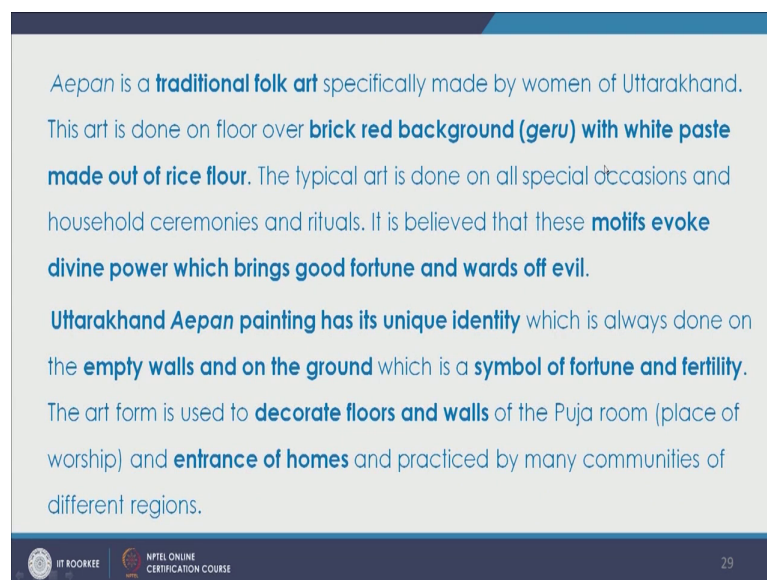 Aepan is a traditional folk art specifically made by women of Uttarakhand.
This art is done on floor over brick red background (geru) with white paste
made out of rice flour. The typical art is done on all special occasions and
household ceremonies and rituals. It is believed that these motifs evoke
divine power which brings good fortune and wards off evil.
Uttarakhand Aepan painting has its unique identity which is always done on
the empty walls and on the ground which is a symbol of fortune and fertility.
The art form is used to decorate floors and walls of the Puja room (place of
worship) and entrance of homes and practiced by many communities of
different regions.
IIT ROORKEE
NPTEL ONLINE
CERTIFICATION COURSE
29